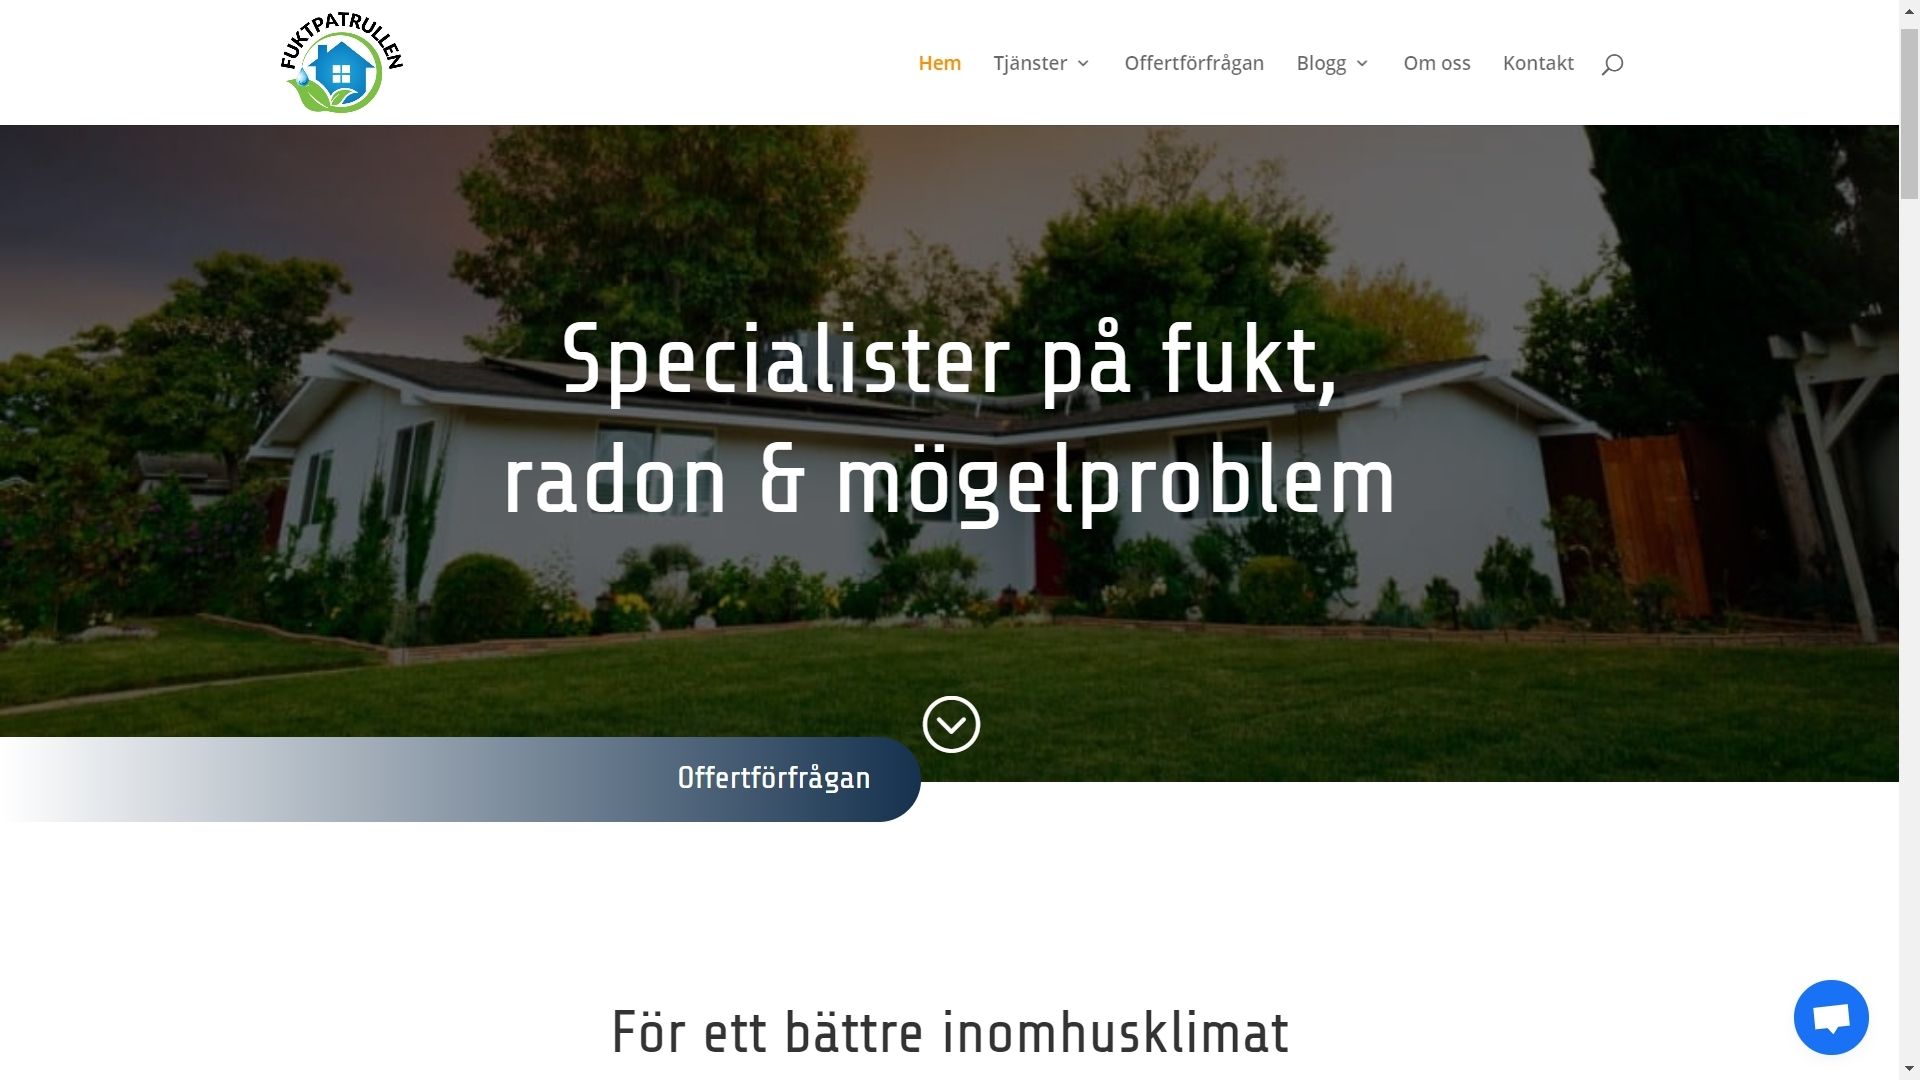 FUKTPATRULLEN
Hem Tjänster Offertförfrågan Blogg Om oss Kontakt
Specialister på fukt,
radon & mögelproblem
Offertförfrågan
För ett bättre inomhusklimat